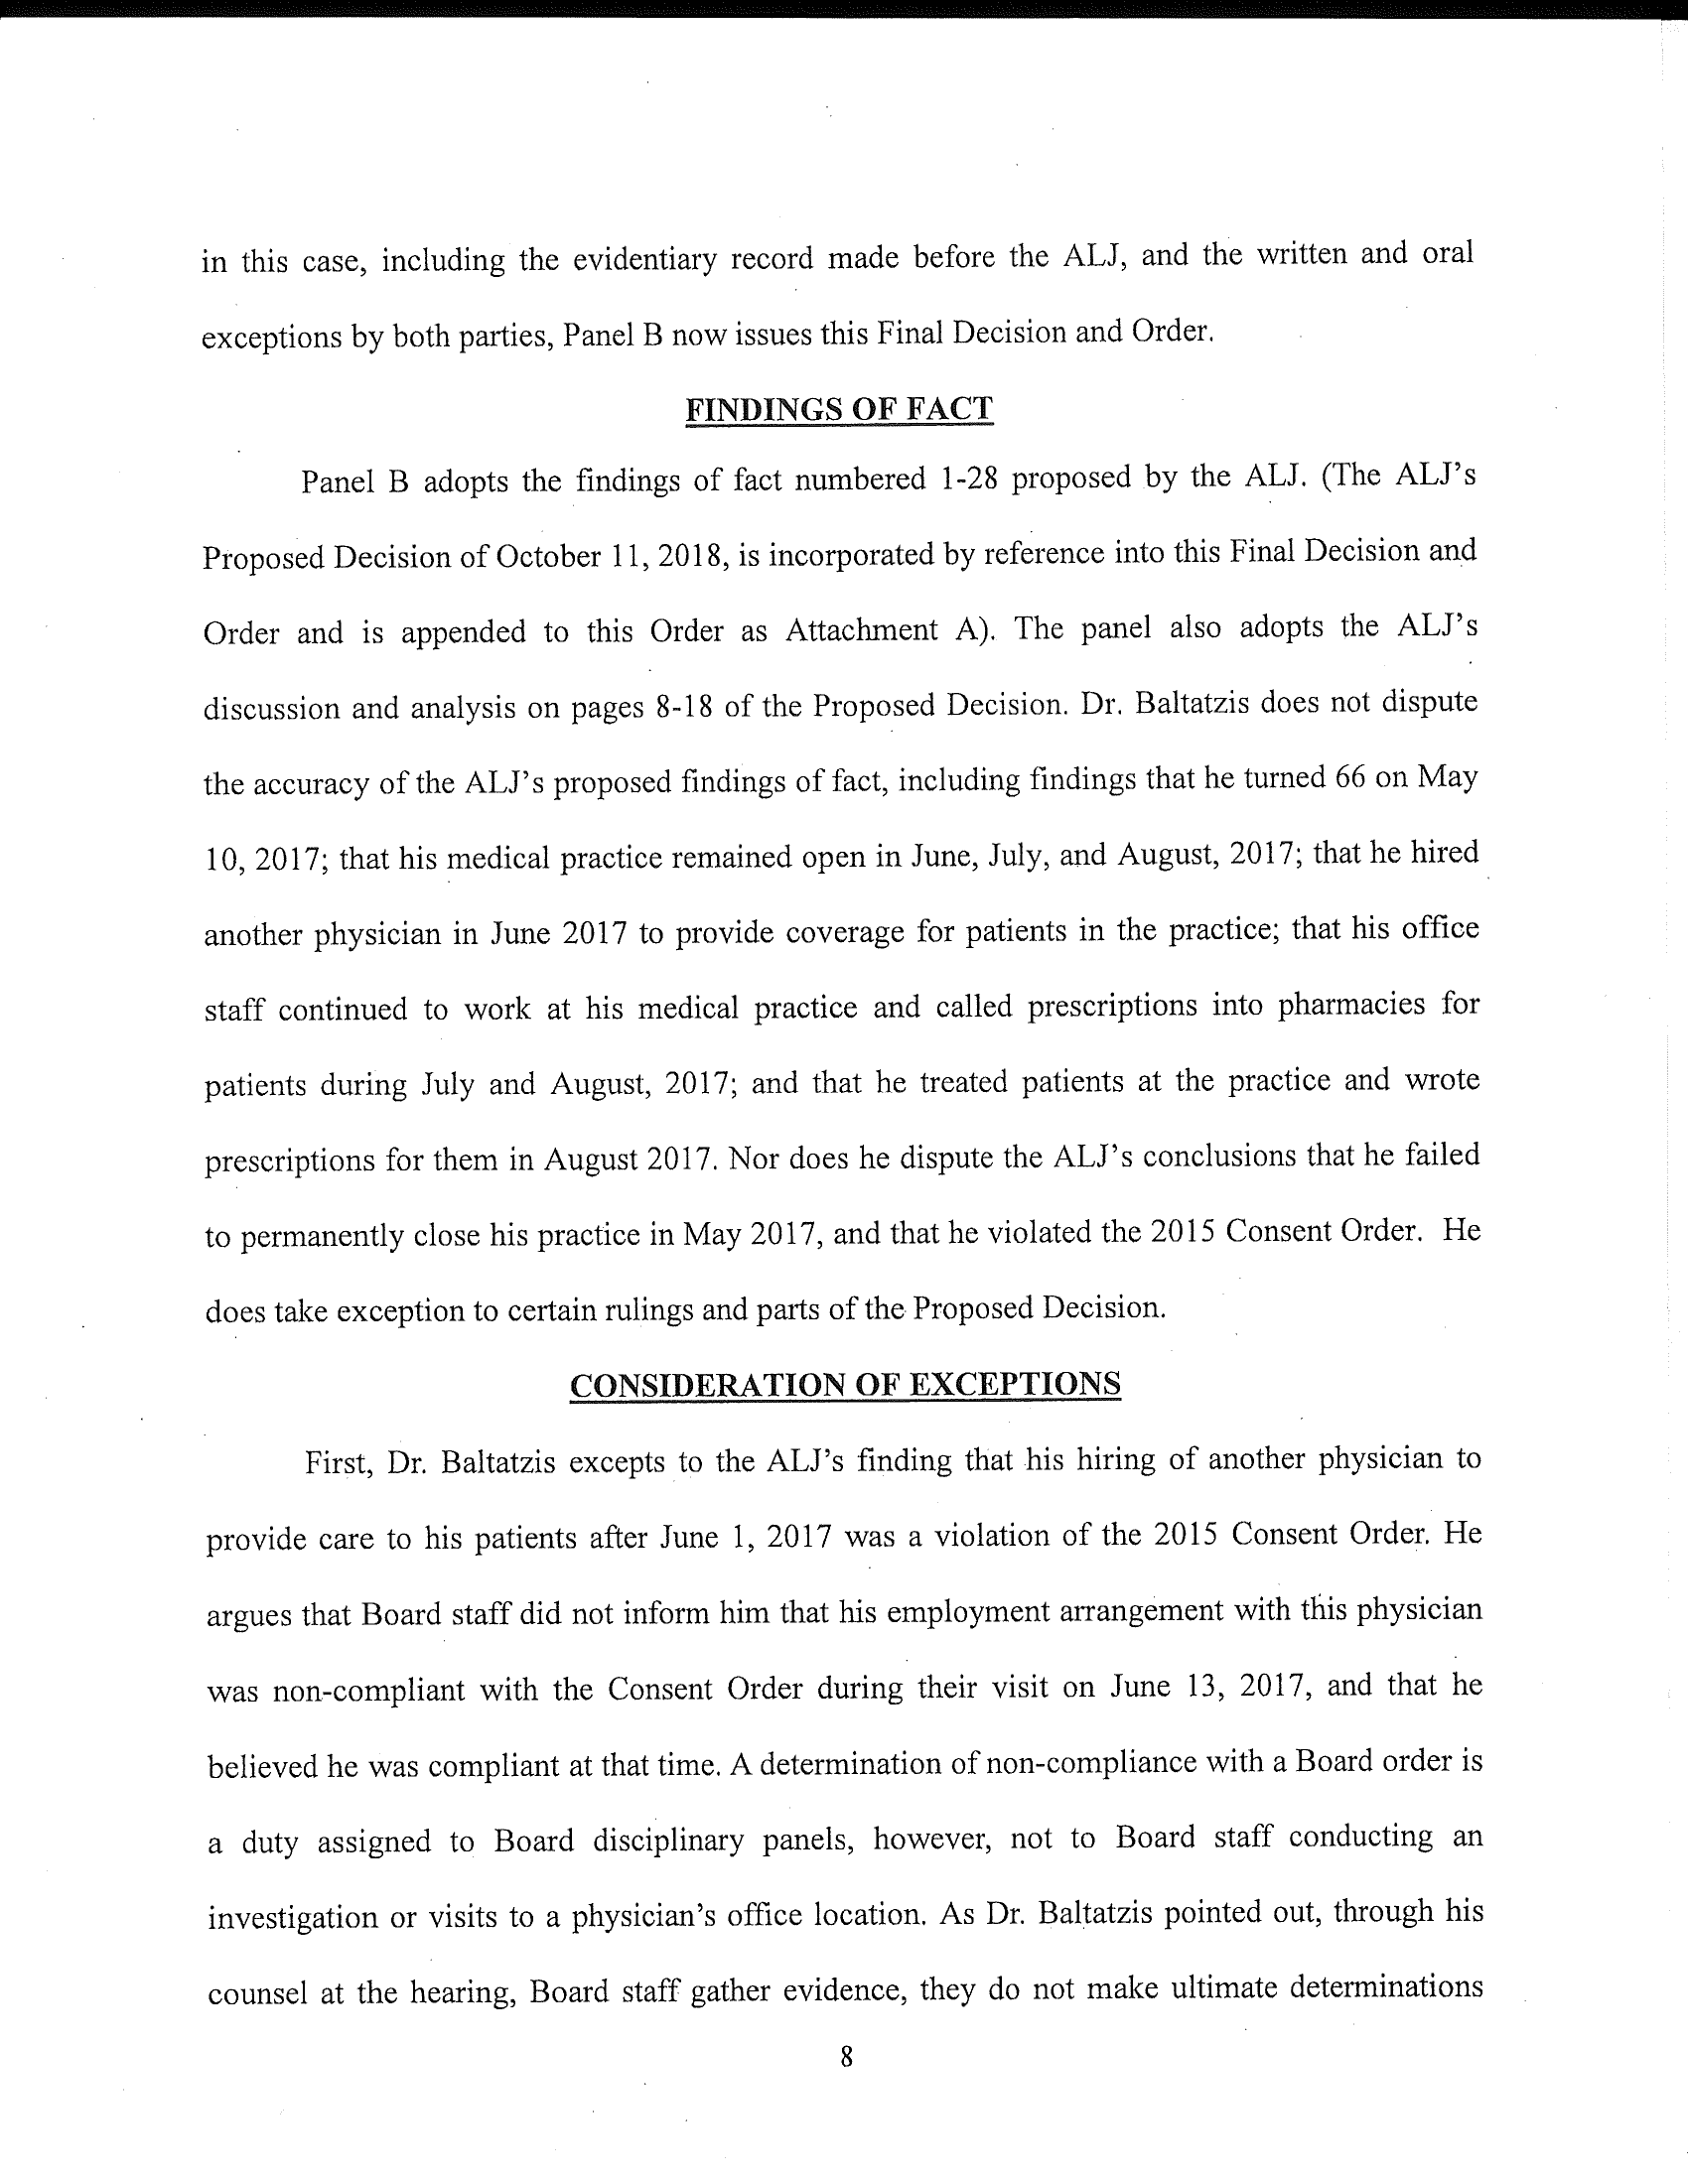 in this case, including the evidentiary record made before the ALJ, and the written and oral
exceptions by both parties, Panel B now issues this Final Decision and Order.
FINDINGS OF FACT
Panel B adopts the findings of fact numbered 1-28 proposed by the ALJ. (The ALJ's
Proposed Decision of October 11, 2018, is incorporated by reference into this Final Decision and
Order and is appended to this Order as Attachment A). The panel also adopts the ALJ's
discussion and analysis on pages 8-18 of the Proposed Decision. Dr. Baltatzis does not dispute
the accuracy of the ALJ's proposed findings of fact, including findings that he turned 66 on May
10, 2017; that his medical practice remained open in June, July, and August, 2017; that he hired
another physician in June 2017 to provide coverage for patients in the practice; that his office
staff continued to work at his medical practice and called prescriptions into pharmacies for
patients during July and August, 2017; and that he treated patients at the practice and wrote
prescriptions for them in August 2017. Nor does he dispute the ALJ's conclusions that he failed
to permanently close his practice in May 2017, and that he violated the 2015 Consent Order. He
does take exception to certain rulings and parts of the Proposed Decision.
CONSIDERATION OF EXCEPTIONS
First, Dr. Baltatzis excepts to the ALJ's finding that his hiring of another physician to
provide care to his patients after June 1, 2017 was a violation of the 2015 Consent Order. He
argues that Board staff did not inform him that his employment arrangement with this physician
was non-compliant with the Consent Order during their visit on June 13, 2017, and that he
believed he was compliant at that time. A determination of non-compliance with a Board order is
a duty assigned to Board disciplinary panels, however, not to Board staff conducting an
investigation or visits to a physician's office location. As Dr. Baltatzis pointed out, through his
counsel at the hearing, Board staff gather evidence, they do not make ultimate determinations
8